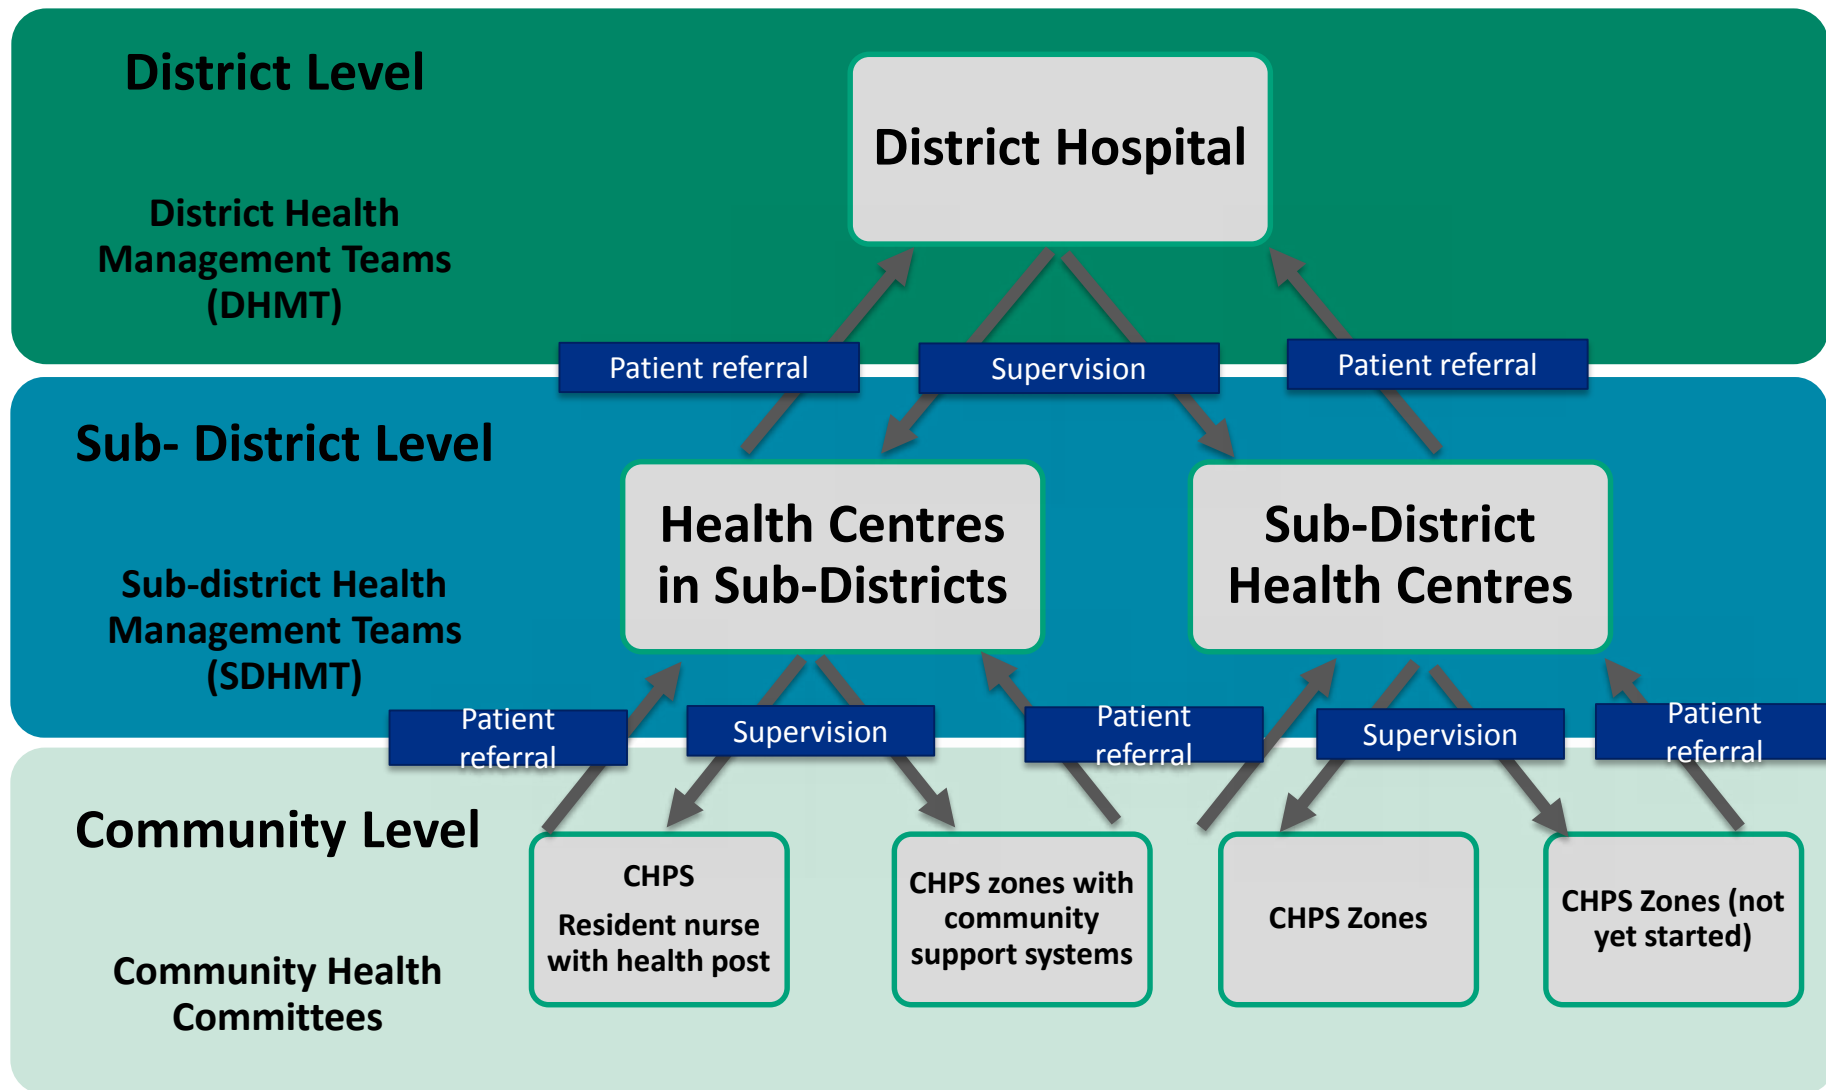 District Level
District Health
Management Teams
(DHMT)
District Hospital
Patient referral
Supervision
Patient referral
Sub- District Level
Sub-district Health
Management Teams
(SDHMT)
Health Centres
in Sub-Districts
Sub-District
Health Centres
Patient
referral
Supervision
Patient
referral
Supervision
Patient
referral
Community Level
Community Health
Committees
CHPS
Resident nurse
with health post
CHPS zones with
community
support systems
CHPS Zones
CHPS Zones (not
yet started)